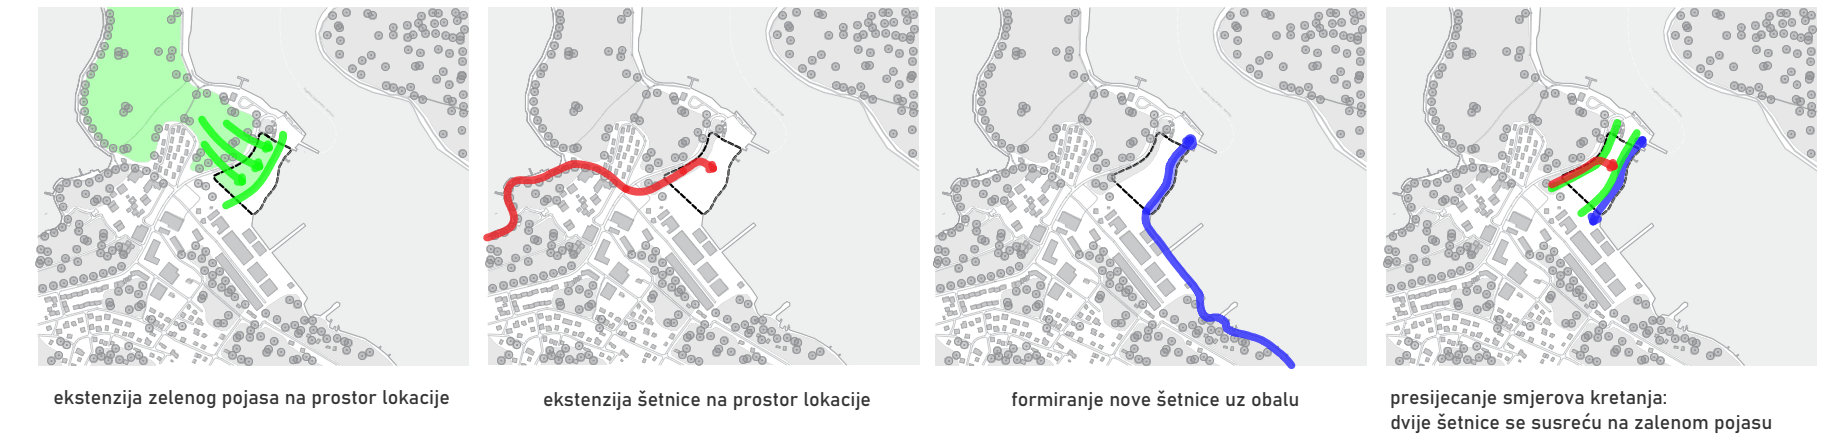 ekstenzija zelenog pojasa na prostor lokacije
ekstenzija šetnice na prostor lokacije
formiranje nove šetnice uz obalu
presijecanje smjerova kretanja:
dvije šetnice se susreću na zalenom pojasu